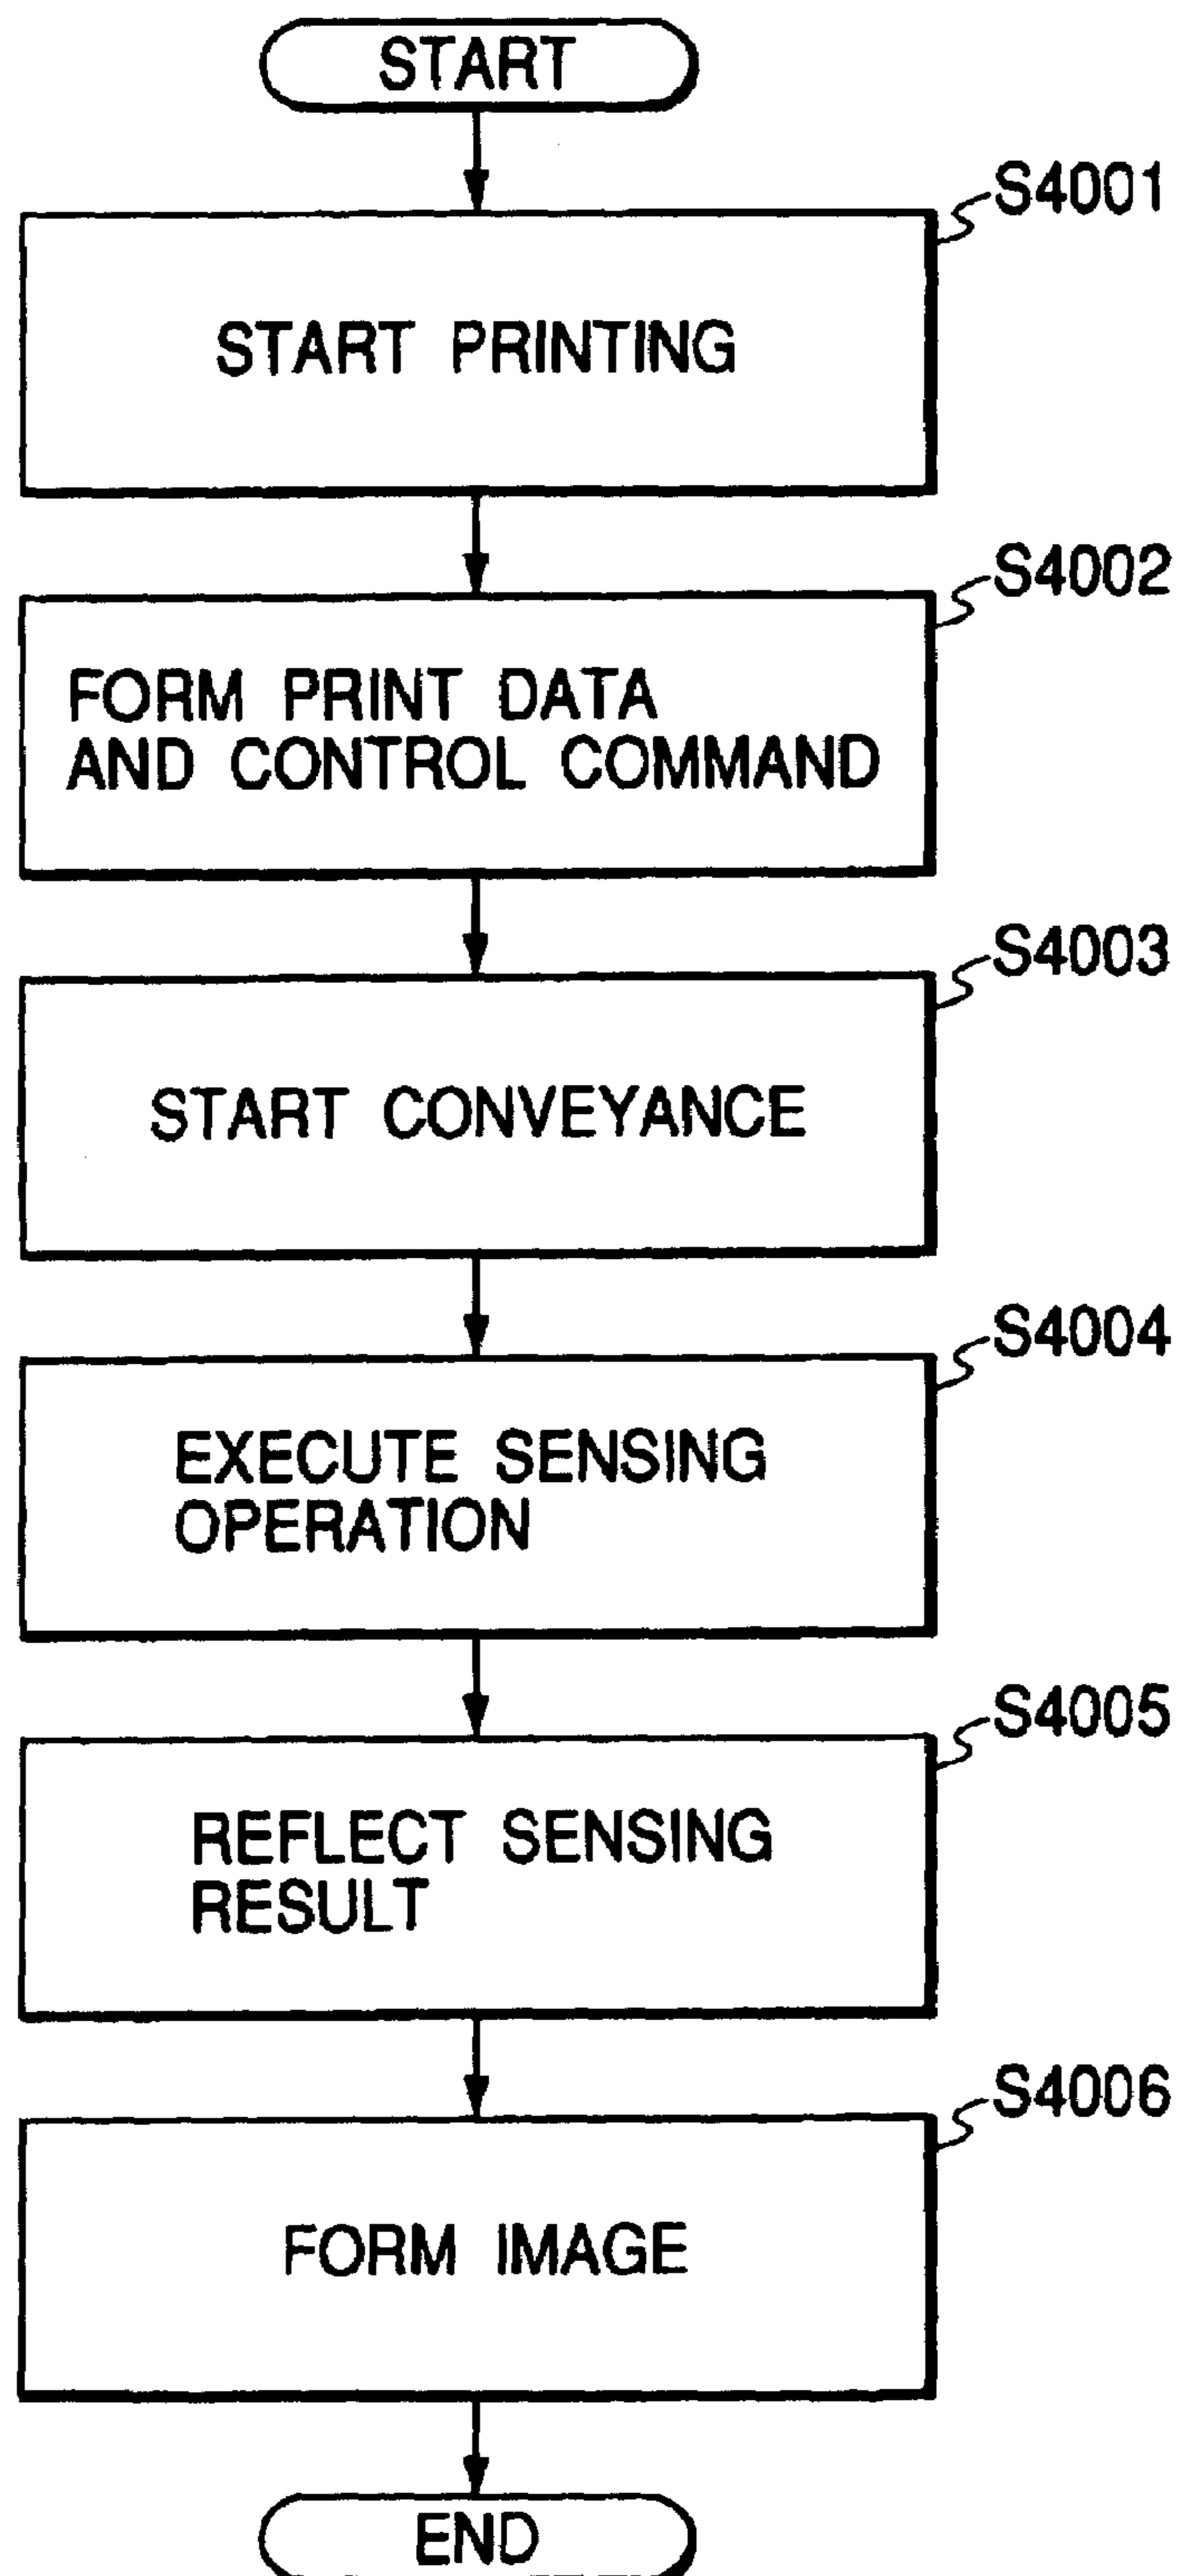 START
S4001
START PRINTING
S4002
FORM PRINT DATA
AND CONTROL COMMAND
S4003
START CONVEYANCE
S4004
EXECUTE SENSING
OPERATION
S4005
REFLECT SENSING
RESULT
S4006
FORM IMAGE
END